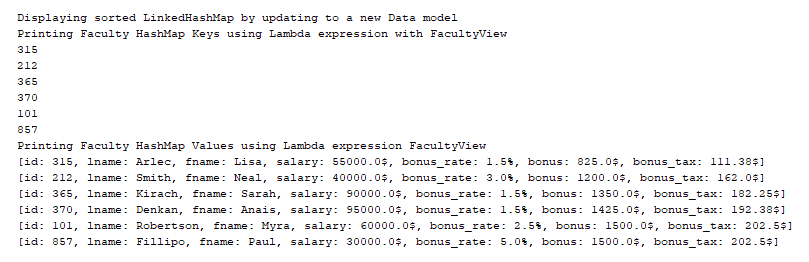 Displaying sorted LinkedHashMap by updating to a new Data model
Printing Faculty HashMap Keys using Lambda expression with FacultyView
315
212
365
370
101
857
Printing Faculty HashMap Values using Lambda expression FacultyView
[id: 315, lname: Arlec, fname: Lisa, salary: 55000.0$, bonus_rate: 1.5%, bonus: 825.0$, bonus_tax: 111.38$]
[id: 212, lname: Smith, fname: Neal, salary: 40000.0$, bonus_rate: 3.0%, bonus: 1200.0$, bonus_tax: 162.0$]
[id: 365, lname: Kirach, fname: Sarah, salary: 90000.0$, bonus_rate: 1.5%, bonus: 1350.0$, bonus_tax: 182.25$]
[id: 370, lname: Denkan, fname: Anais, salary: 95000.0$, bonus_rate: 1.5%, bonus: 1425.0$, bonus_tax: 192.38$]
[id: 101, lname: Robertson, fname: Myra, salary: 60000.0$, bonus_rate: 2.5%, bonus: 1500.0$, bonus_tax: 202.5$]
[id: 857, lname: Fillipo, fname: Paul, salary: 30000.0$, bonus_rate: 5.0%, bonus: 1500.0$, bonus_tax: 202.5$]